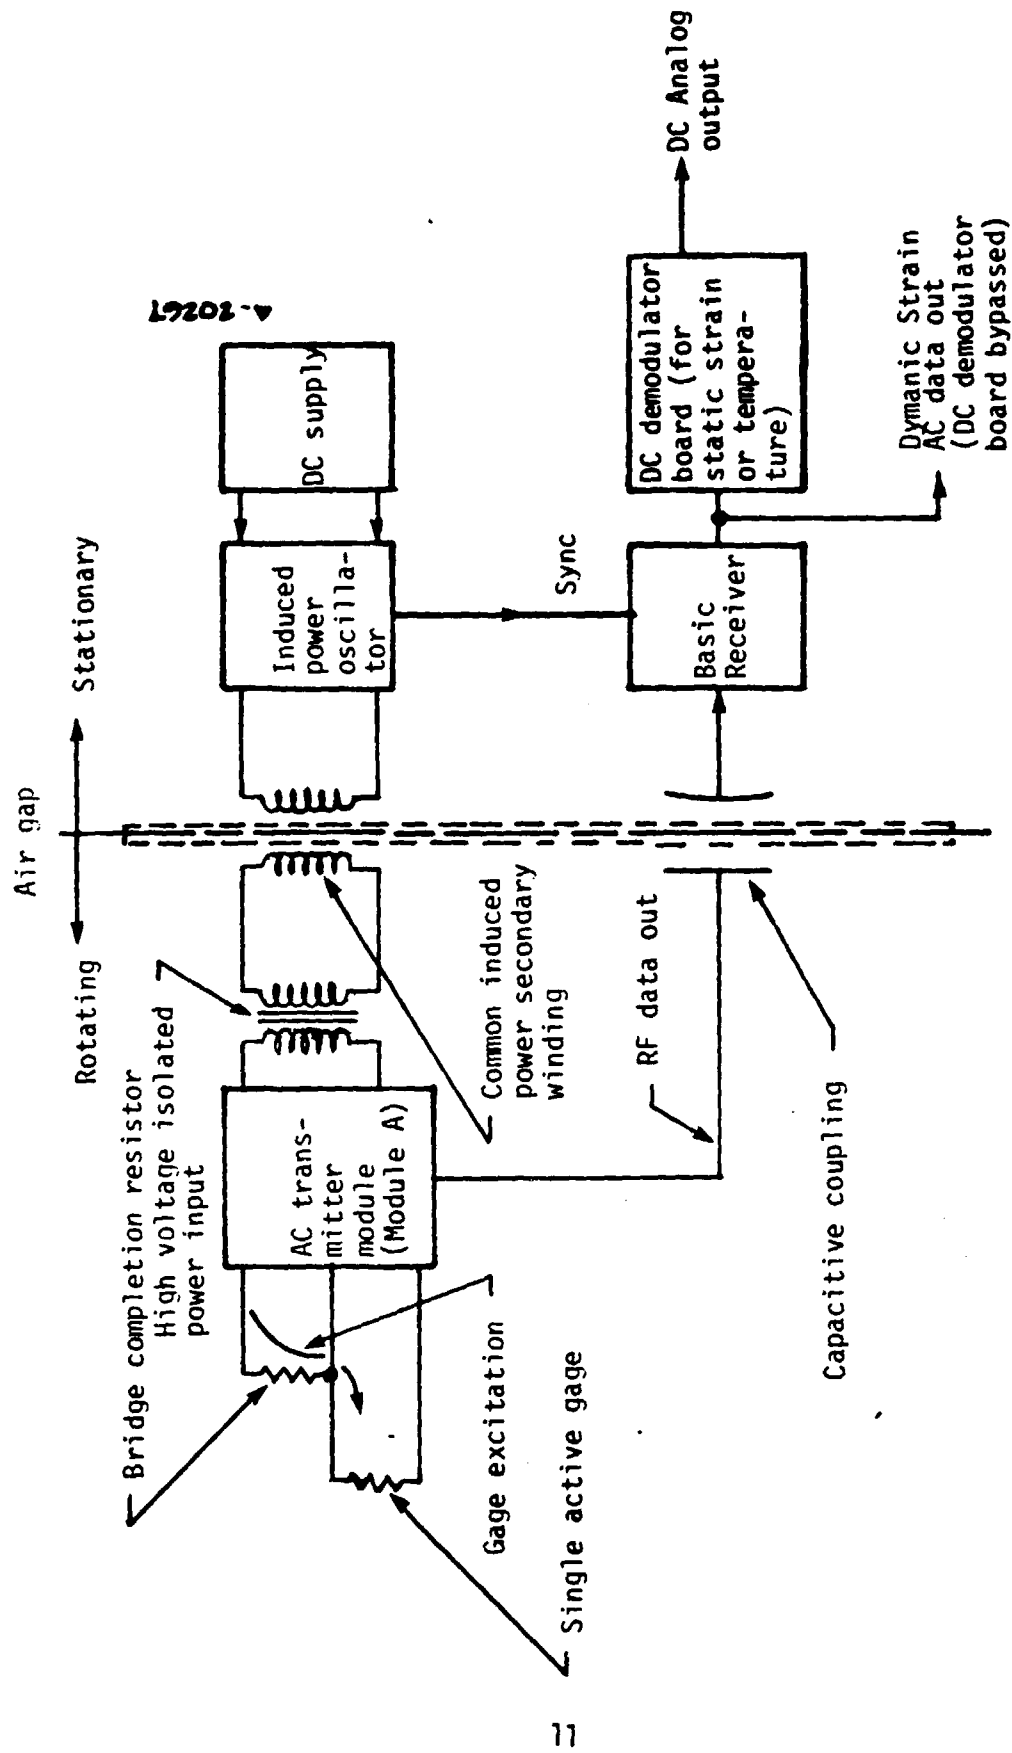 Air gap
Rotating
Stationary
Bridge completion resistor
High voltage isolated
power input
AC trans-
mitter
module
(Module A)
Induced
power
oscilla-
tor
DC supply
A-20267
Gage excitation
Single active gage
Common induced
power secondary
winding
Sync
RF data out
Capacitive coupling
Basic
Receiver
DC demodulator
board (for
static strain
or tempera-
ture)
DC Analog
output
Dymanic Strain
AC data out
(DC demodulator
board bypassed)
11